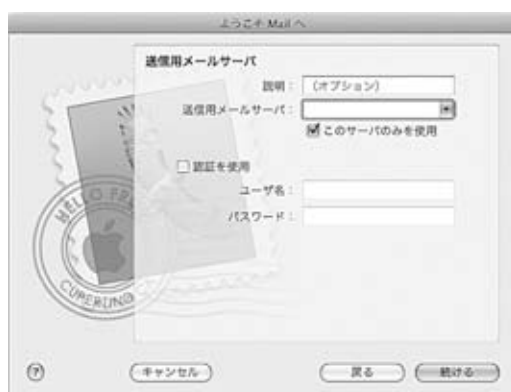 ようこそ Mail へ
送信用メールサーバ
説明： （オプション）
送信用メールサーバ：
このサーバのみを使用
認証を使用
ユーザ名：
パスワード：
HELLO FR
CUPERTINO
? キャンセル 戻る 続ける